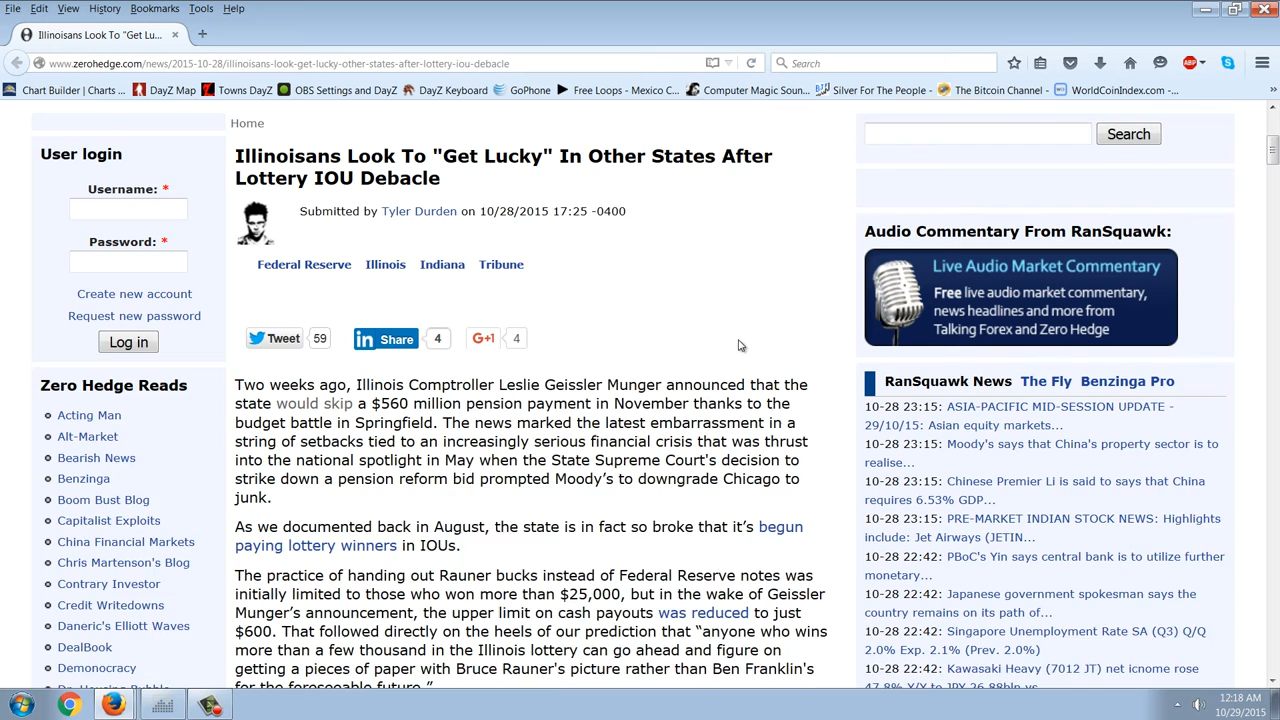 File Edit View History Bookmarks Tools Help
Illinoisans Look To "Get Lu...
www.zerohedge.com/news/2015-10-28/illinoisans-look-get-lucky-other-states-after-lottery-iou-debacle
Search
ABP
Chart Builder | Charts ...
DayZ Map
Towns DayZ
OBS Settings and DayZ
DayZ Keyboard
GoPhone
Free Loops - Mexico C...
Computer Magic Soun...
Silver For The People - ...
The Bitcoin Channel - ...
WorldCoinIndex.com -...
Home
User login
Username: *
Password: *
Create new account
Request new password
Log in
Zero Hedge Reads
Acting Man
Alt-Market
Bearish News
Benzinga
Boom Bust Blog
Capitalist Exploits
China Financial Markets
Chris Martenson's Blog
Contrary Investor
Credit Writedowns
Daneric's Elliott Waves
DealBook
Demonocracy
Dr. Housing Bubble
Illinoisans Look To "Get Lucky" In Other States After
Lottery IOU Debacle
Submitted by Tyler Durden on 10/28/2015 17:25 -0400
Federal Reserve Illinois Indiana Tribune
Tweet 59
in Share 4
G+1 4
Two weeks ago, Illinois Comptroller Leslie Geissler Munger announced that the
state would skip a $560 million pension payment in November thanks to the
budget battle in Springfield. The news marked the latest embarrassment in a
string of setbacks tied to an increasingly serious financial crisis that was thrust
into the national spotlight in May when the State Supreme Court's decision to
strike down a pension reform bid prompted Moody's to downgrade Chicago to
junk.
As we documented back in August, the state is in fact so broke that it's begun
paying lottery winners in IOUs.
The practice of handing out Rauner bucks instead of Federal Reserve notes was
initially limited to those who won more than $25,000, but in the wake of Geissler
Munger's announcement, the upper limit on cash payouts was reduced to just
$600. That followed directly on the heels of our prediction that "anyone who wins
more than a few thousand in the Illinois lottery can go ahead and figure on
getting a pieces of paper with Bruce Rauner's picture rather than Ben Franklin's
for the foreseeable future."
Search
Audio Commentary From RanSquawk:
Live Audio Market Commentary
Free live audio market commentary,
news headlines and more from
Talking Forex and Zero Hedge
RanSquawk News The Fly Benzinga Pro
10-28 23:15: ASIA-PACIFIC MID-SESSION UPDATE -
29/10/15: Asian equity markets...
10-28 23:15: Moody's says that China's property sector is to
realise...
10-28 23:15: Chinese Premier Li is said to says that China
requires 6.53% GDP...
10-28 23:15: PRE-MARKET INDIAN STOCK NEWS: Highlights
include: Jet Airways (JETIN...
10-28 22:42: PBoC's Yin says central bank is to utilize further
monetary...
10-28 22:42: Japanese government spokesman says the
country remains on its path of...
10-28 22:42: Singapore Unemployment Rate SA (Q3) Q/Q
2.0% Exp. 2.1% (Prev. 2.0%)
10-28 22:42: Kawasaki Heavy (7012 JT) net icnome rose
47.8% Y/Y to JPY 26.88bln vs
12:18 AM
10/29/2015